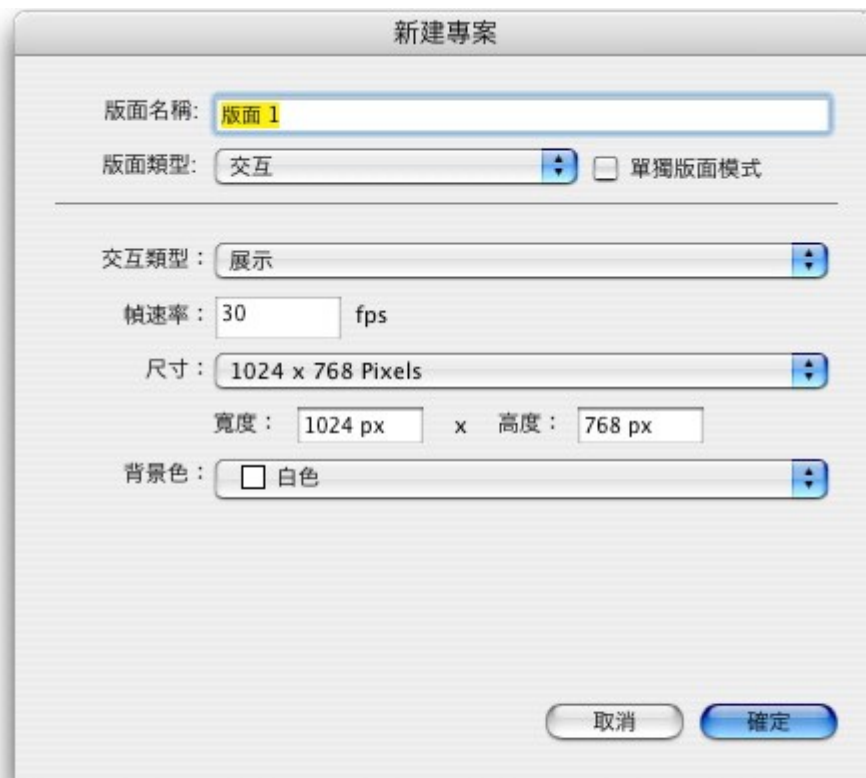 新建專案
版面名稱: 版面 1
版面類型: 交互 單獨版面模式
交互類型： 展示
幀速率： 30 fps
尺寸： 1024 x 768 Pixels
寬度： 1024 px x 高度： 768 px
背景色： 白色
取消 確定